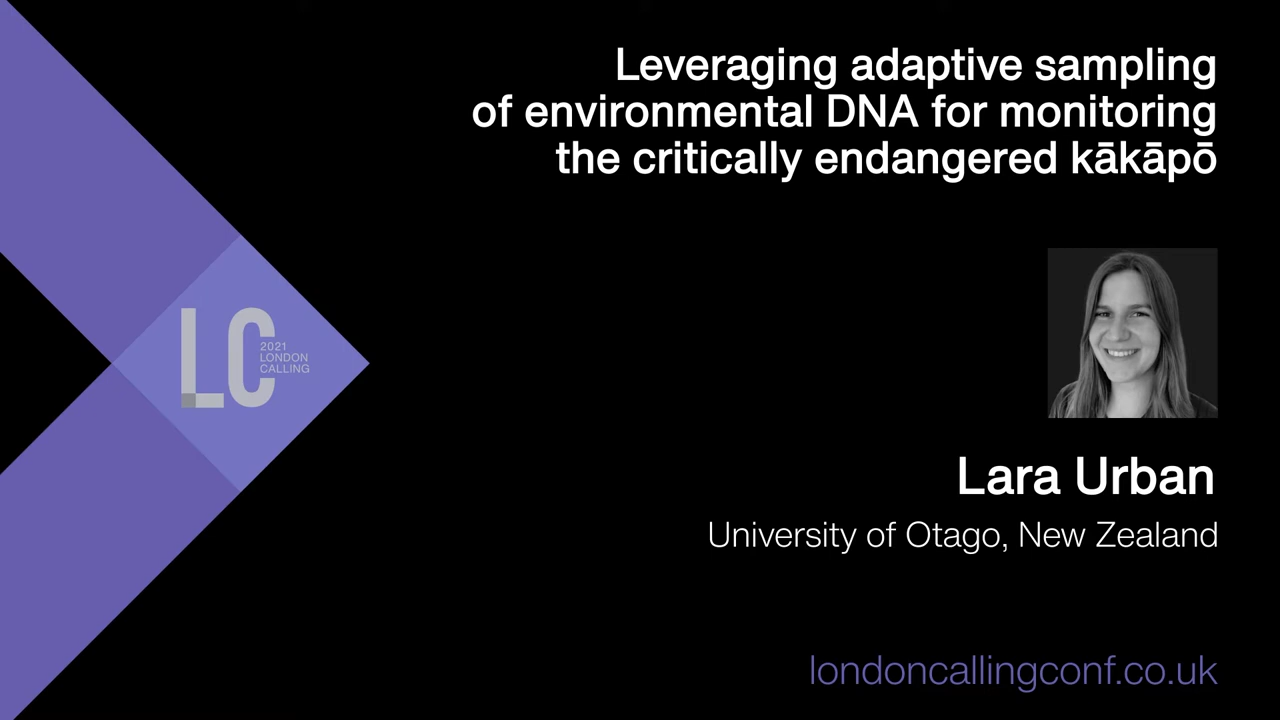 Leveraging adaptive sampling
of environmental DNA for monitoring
the critically endangered kākāpō
LC
2021
LONDON
CALLING
Lara Urban
University of Otago, New Zealand
londoncallingconf.co.uk